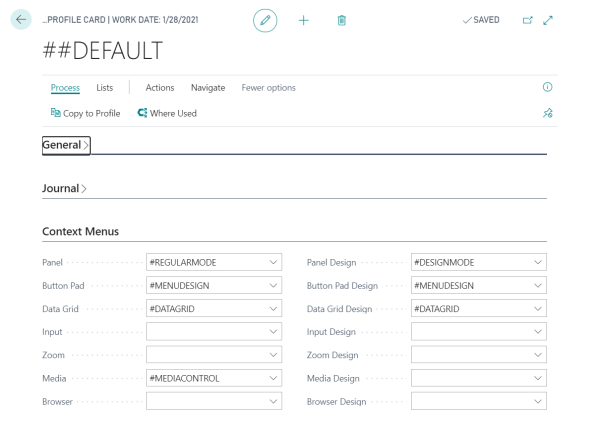 ...PROFILE CARD | WORK DATE: 1/28/2021
SAVED
##DEFAULT
Process Lists Actions Navigate Fewer options
Copy to Profile Where Used
General
Journal
Context Menus
Panel #REGULARMODE Panel Design #DESIGNMODE
Button Pad #MENUDESIGN Button Pad Design #MENUDESIGN
Data Grid #DATAGRID Data Grid Design #DATAGRID
Input Input Design
Zoom Zoom Design
Media #MEDIACONTROL Media Design
Browser Browser Design